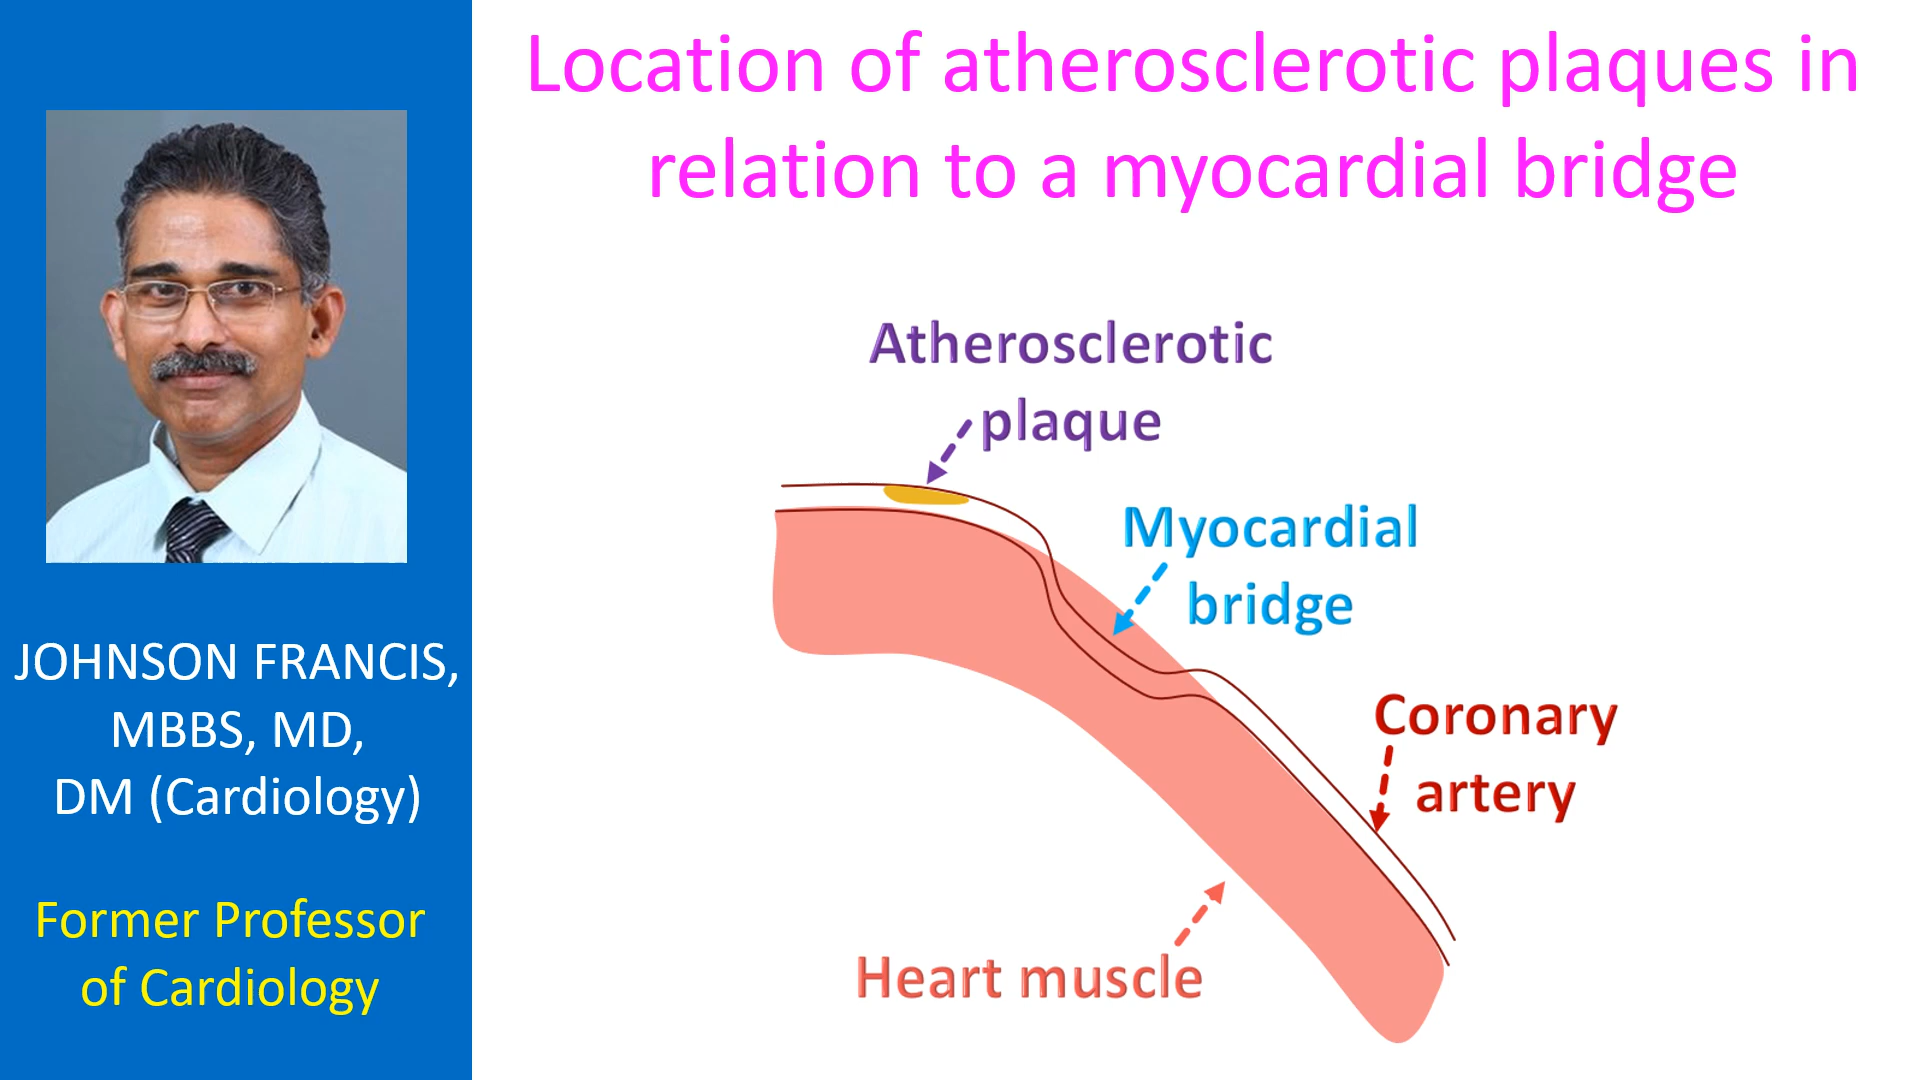 Location of atherosclerotic plaques in
relation to a myocardial bridge
Atherosclerotic
plaque
Myocardial
bridge
Coronary
artery
Heart muscle
JOHNSON FRANCIS,
MBBS, MD,
DM (Cardiology)
Former Professor
of Cardiology